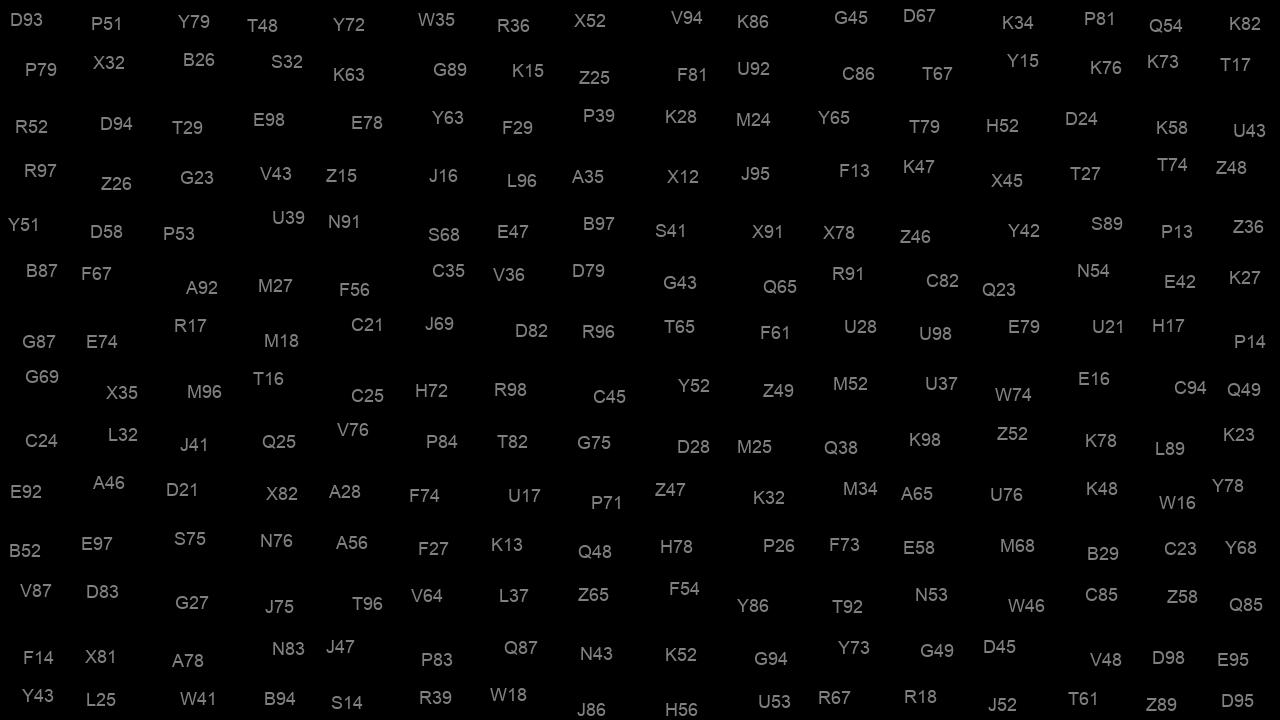 D93 P51 Y79 T48 Y72 W35 R36 X52 V94 K86 G45 D67 K34 P81 Q54 K82
P79 X32 B26 S32 K63 G89 K15 Z25 F81 U92 C86 T67 Y15 K76 K73 T17
R52 D94 T29 E98 E78 Y63 F29 P39 K28 M24 Y65 T79 H52 D24 K58 U43
R97 Z26 G23 V43 Z15 J16 L96 A35 X12 J95 F13 K47 X45 T27 T74 Z48
Y51 D58 P53 U39 N91 S68 E47 B97 S41 X91 X78 Z46 Y42 S89 P13 Z36
B87 F67 A92 M27 F56 C35 V36 D79 G43 Q65 R91 C82 Q23 N54 E42 K27
G87 E74 R17 M18 C21 J69 D82 R96 T65 F61 U28 U98 E79 U21 H17 P14
G69 X35 M96 T16 C25 H72 R98 C45 Y52 Z49 M52 U37 W74 E16 C94 Q49
C24 L32 J41 Q25 V76 P84 T82 G75 D28 M25 Q38 K98 Z52 K78 L89 K23
E92 A46 D21 X82 A28 F74 U17 P71 Z47 K32 M34 A65 U76 K48 W16 Y78
B52 E97 S75 N76 A56 F27 K13 Q48 H78 P26 F73 E58 M68 B29 C23 Y68
V87 D83 G27 J75 T96 V64 L37 Z65 F54 Y86 T92 N53 W46 C85 Z58 Q85
F14 X81 A78 N83 J47 P83 Q87 N43 K52 G94 Y73 G49 D45 V48 D98 E95
Y43 L25 W41 B94 S14 R39 W18 J86 H56 U53 R67 R18 J52 T61 Z89 D95